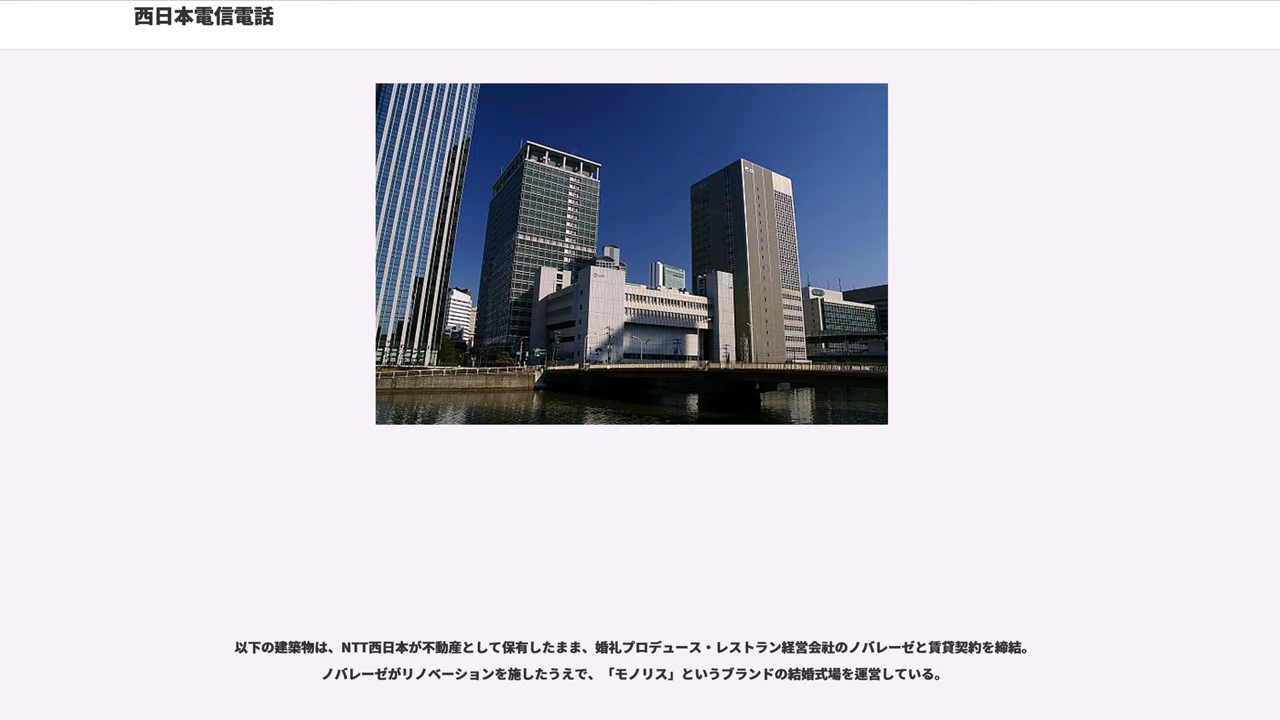 西日本電信電話
以下の建築物は、NTT西日本が不動産として保有したまま、婚礼プロデュース・レストラン経営会社のノバレーゼと賃貸契約を締結。
ノバレーゼがリノベーションを施したうえで、「モノリス」というブランドの結婚式場を運営している。